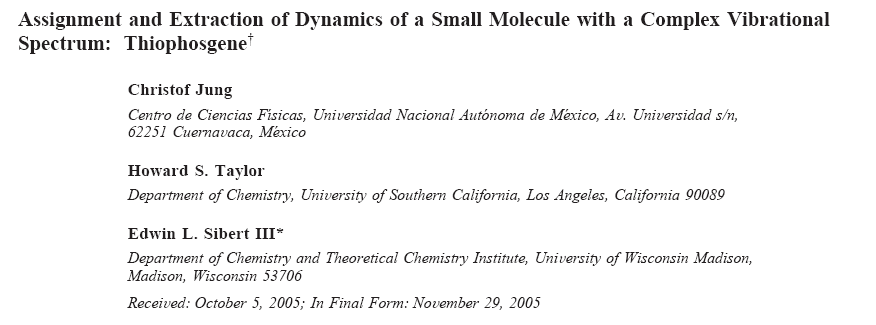 Assignment and Extraction of Dynamics of a Small Molecule with a Complex Vibrational
Spectrum: Thiophosgene†
Christof Jung
Centro de Ciencias Físicas, Universidad Nacional Autónoma de México, Av. Universidad s/n,
62251 Cuernavaca, México
Howard S. Taylor
Department of Chemistry, University of Southern California, Los Angeles, California 90089
Edwin L. Sibert III*
Department of Chemistry and Theoretical Chemistry Institute, University of Wisconsin Madison,
Madison, Wisconsin 53706
Received: October 5, 2005; In Final Form: November 29, 2005